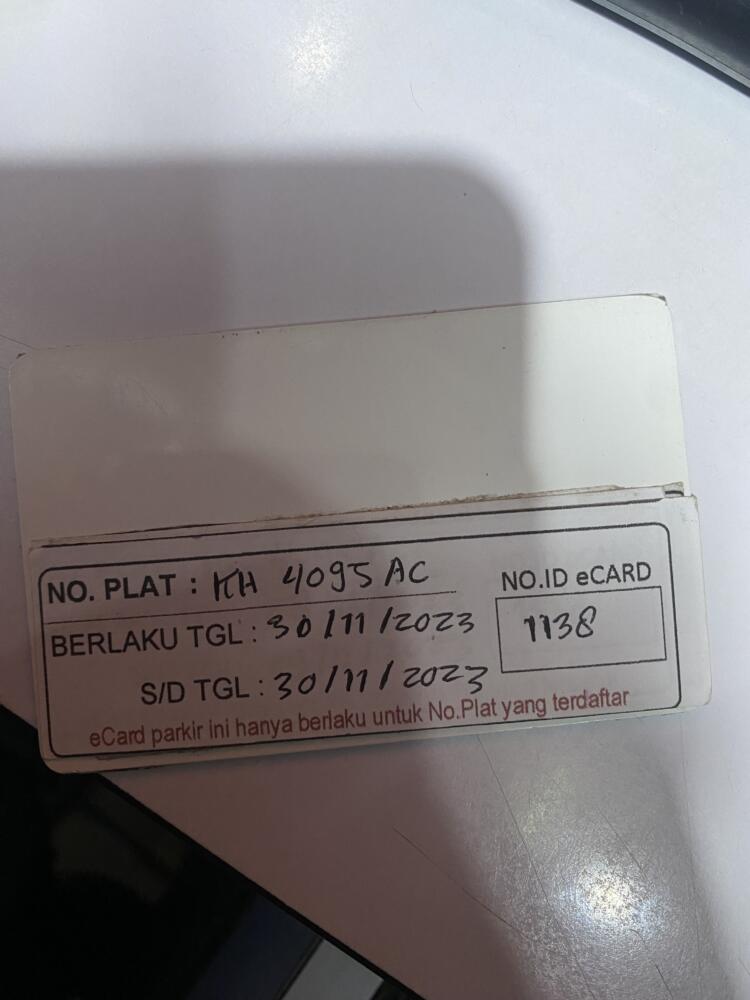 NO. PLAT : KH 4095 AC
NO.ID eCARD
BERLAKU TGL : 30/11/2023
1138
S/D TGL : 30/11/2023
eCard parkir ini hanya berlaku untuk No.Plat yang terdaftar